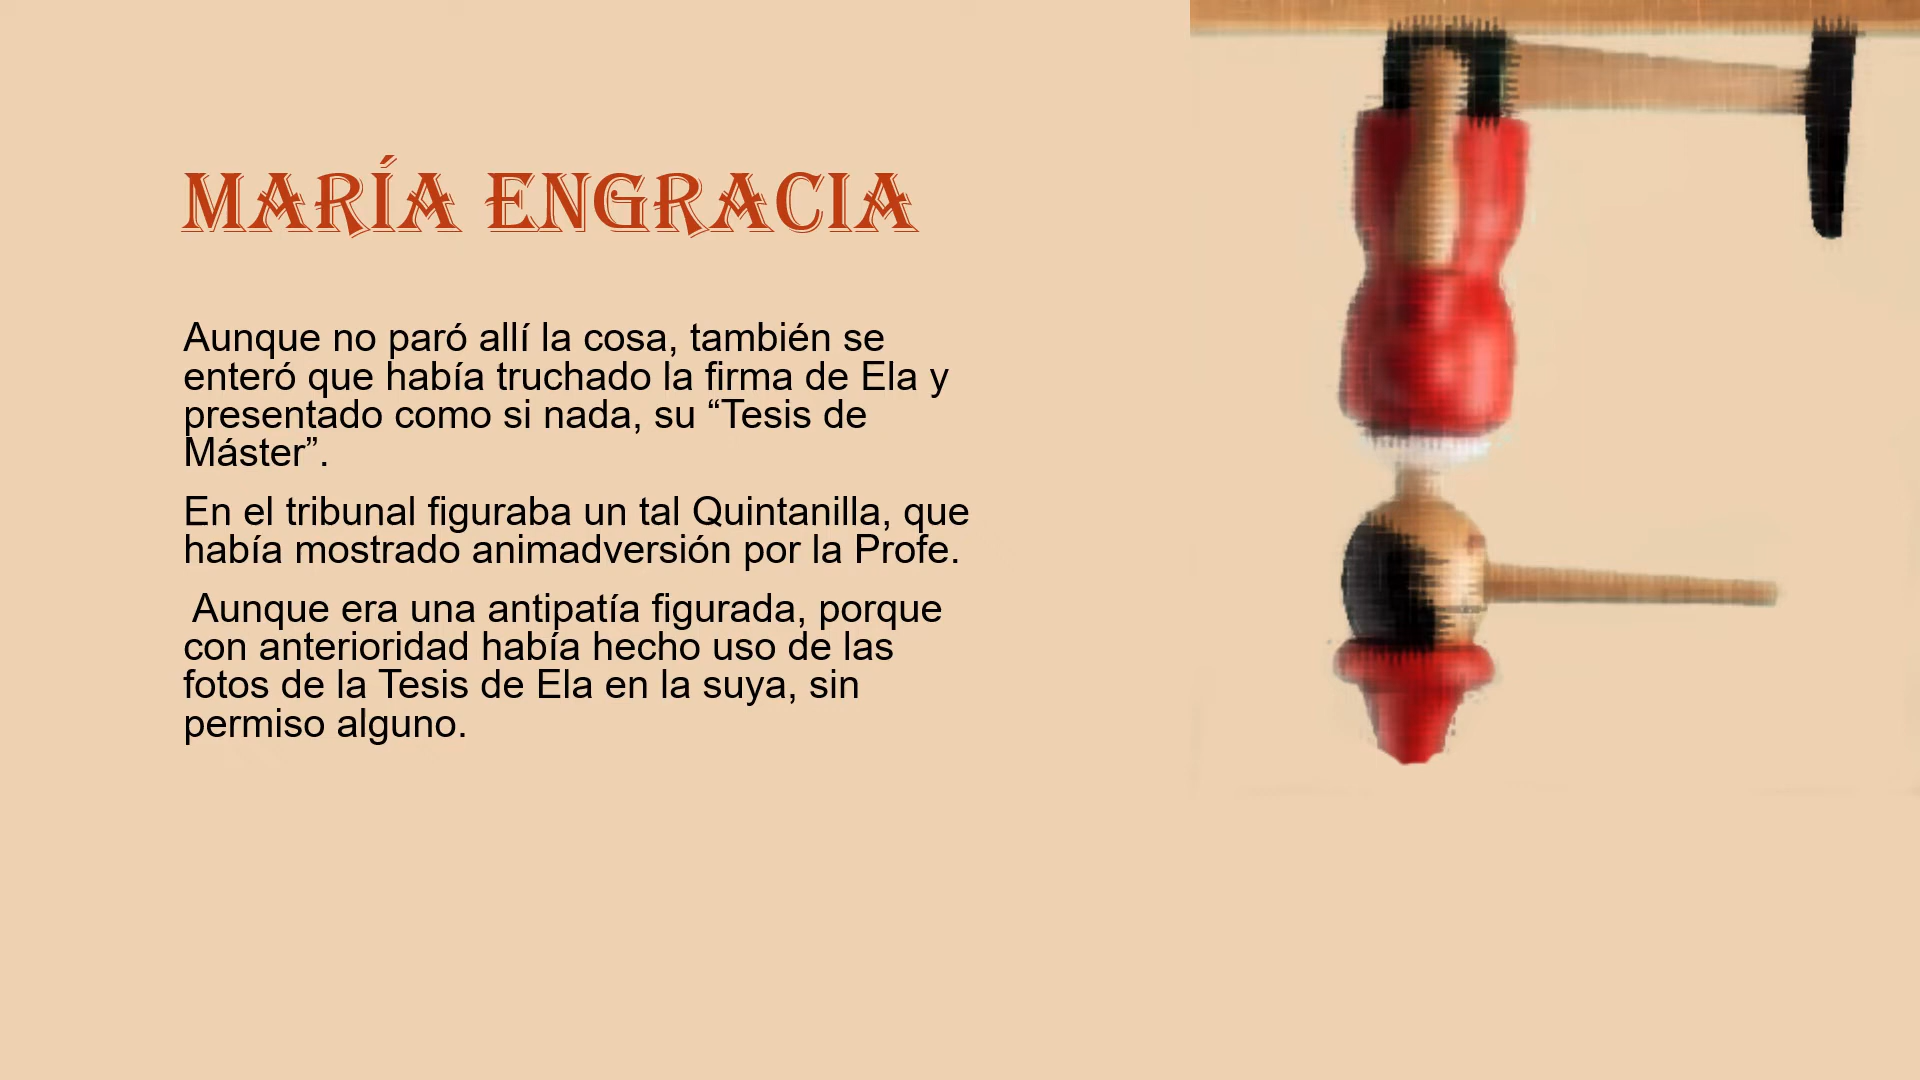 MARÍA ENGRACIA
Aunque no paró allí la cosa, también se
enteró que había truchado la firma de Ela y
presentado como si nada, su “Tesis de
Máster”.
En el tribunal figuraba un tal Quintanilla, que
había mostrado animadversión por la Profe.
Aunque era una antipatía figurada, porque
con anterioridad había hecho uso de las
fotos de la Tesis de Ela en la suya, sin
permiso alguno.